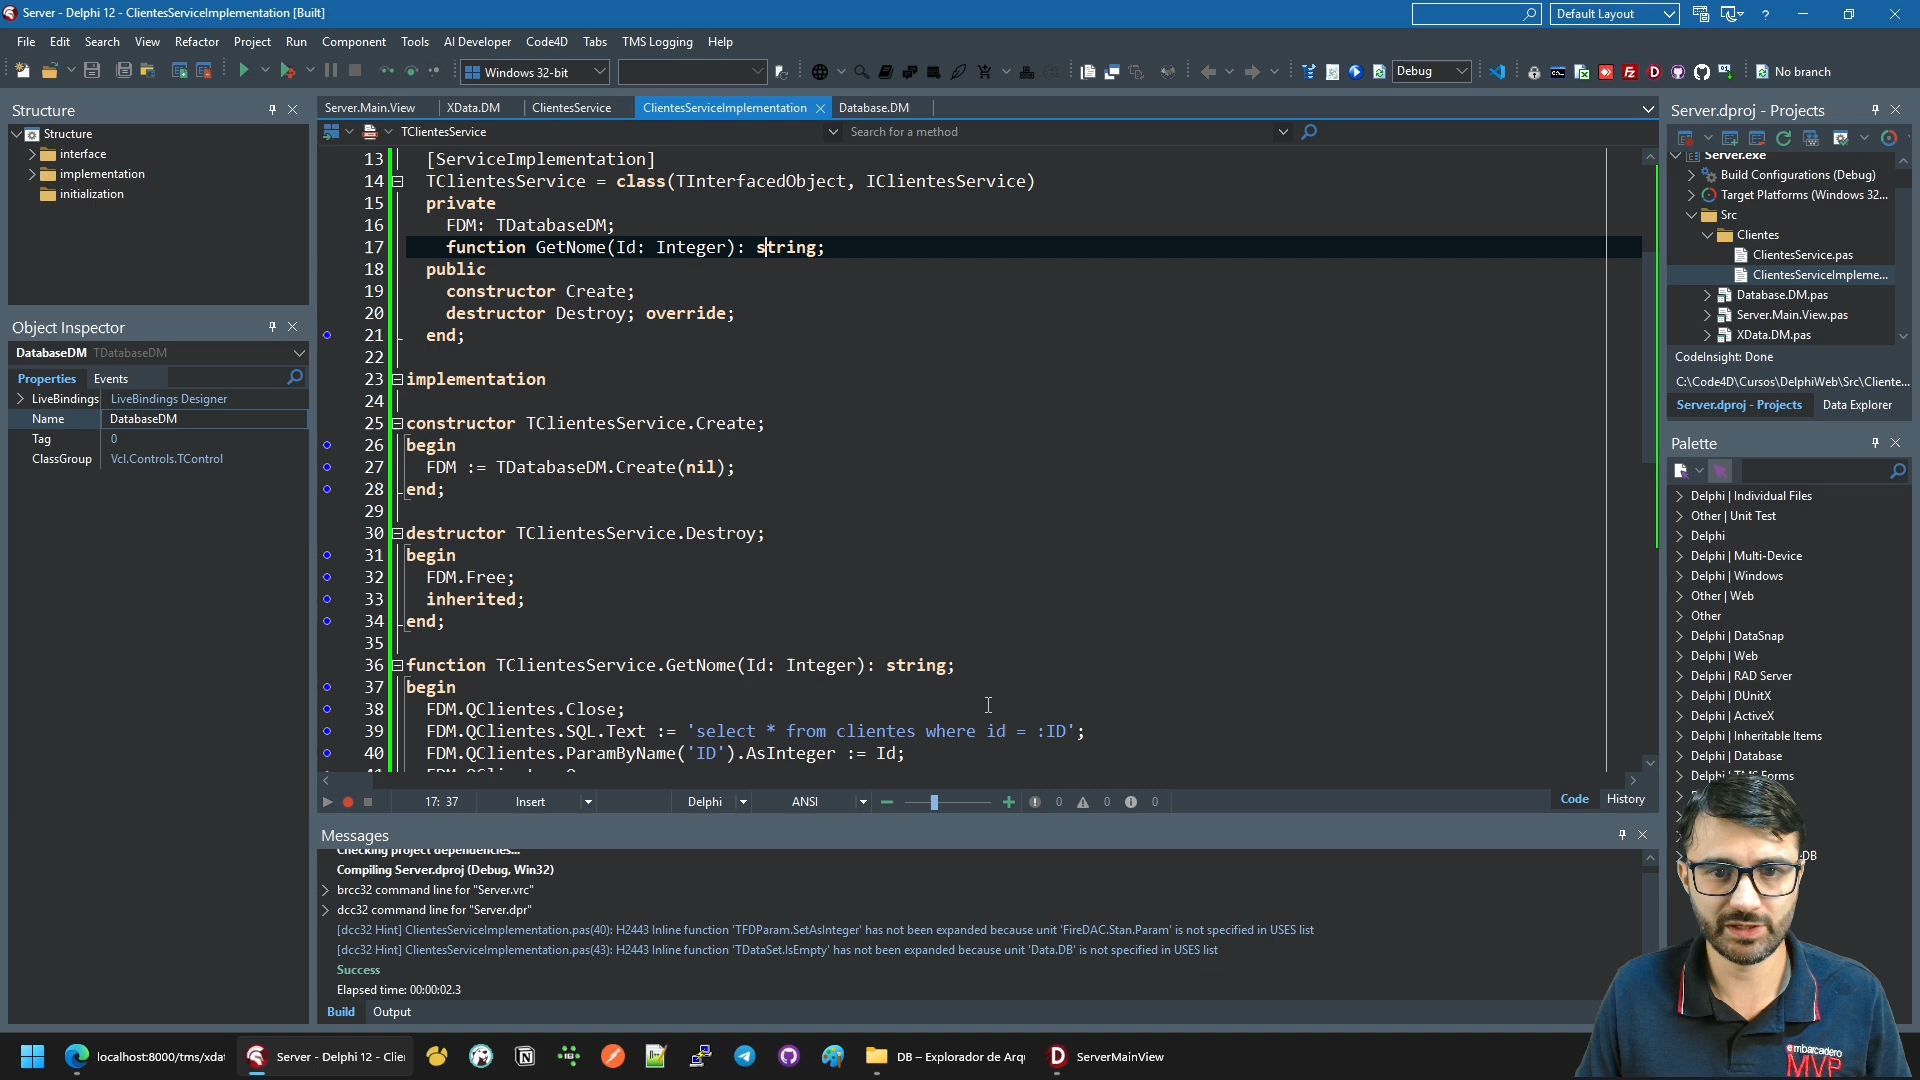 Server - Delphi 12 - ClientesServiceImplementation [Built]
Default Layout
File Edit Search View Refactor Project Run Component Tools AI Developer Code4D Tabs TMS Logging Help
Windows 32-bit
Debug
No branch
Structure
Structure
interface
implementation
initialization
Object Inspector
DatabaseDM TDatabaseDM
Properties Events
LiveBindings LiveBindings Designer
Name DatabaseDM
Tag 0
ClassGroup Vcl.Controls.TControl
Server.Main.View XData.DM ClientesService ClientesServiceImplementation Database.DM
TClientesService Search for a method
13 [ServiceImplementation]
14 TClientesService = class(TInterfacedObject, IClientesService)
15 private
16 FDM: TDatabaseDM;
17 function GetNome(Id: Integer): string;
18 public
19 constructor Create;
20 destructor Destroy; override;
21 end;
22
23 implementation
24
25 constructor TClientesService.Create;
26 begin
27 FDM := TDatabaseDM.Create(nil);
28 end;
29
30 destructor TClientesService.Destroy;
31 begin
32 FDM.Free;
33 inherited;
34 end;
35
36 function TClientesService.GetNome(Id: Integer): string;
37 begin
38 FDM.QClientes.Close;
39 FDM.QClientes.SQL.Text := 'select * from clientes where id = :ID';
40 FDM.QClientes.ParamByName('ID').AsInteger := Id;
17: 37 Insert Delphi ANSI 0 0 0
Code History
Messages
Checking project dependencies...
Compiling Server.dproj (Debug, Win32)
brcc32 command line for "Server.vrc"
dcc32 command line for "Server.dpr"
[dcc32 Hint] ClientesServiceImplementation.pas(40): H2443 Inline function 'TFDParam.SetAsInteger' has not been expanded because unit 'FireDAC.Stan.Param' is not specified in USES list
[dcc32 Hint] ClientesServiceImplementation.pas(43): H2443 Inline function 'TDataSet.IsEmpty' has not been expanded because unit 'Data.DB' is not specified in USES list
Success
Elapsed time: 00:00:02.3
Build Output
Server.dproj - Projects
Server.exe
Build Configurations (Debug)
Target Platforms (Windows 32...
Src
Clientes
ClientesService.pas
ClientesServiceImpleme...
Database.DM.pas
Server.Main.View.pas
XData.DM.pas
CodeInsight: Done
C:\Code4D\Cursos\DelphiWeb\Src\Cliente...
Server.dproj - Projects Data Explorer
Palette
Delphi | Individual Files
Other | Unit Test
Delphi
Delphi | Multi-Device
Delphi | Windows
Other | Web
Other
Delphi | DataSnap
Delphi | Web
Delphi | RAD Server
Delphi | DUnitX
Delphi | ActiveX
Delphi | Inheritable Items
Delphi | Database
Delphi | TMS Forms
DB
embarcadero
MVP
localhost:8000/tms/xdat
Server - Delphi 12 - Clie
DB – Explorador de Arqu
ServerMainView